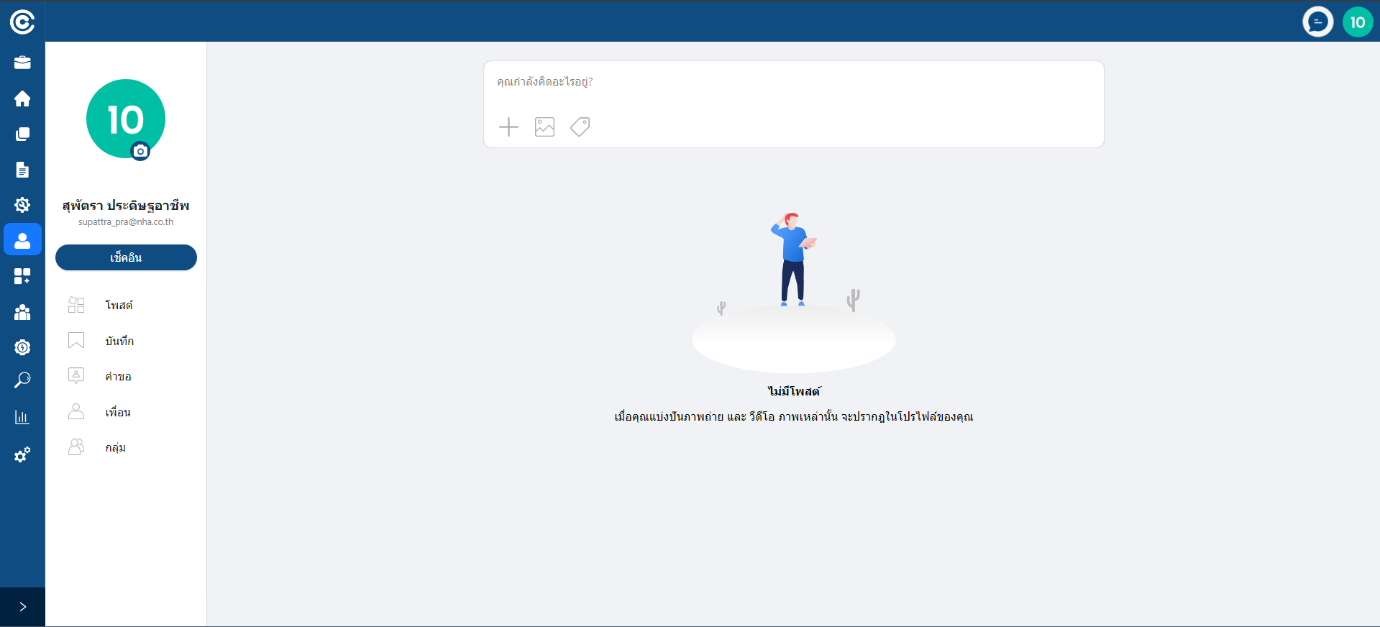 10
10
สุพัตรา ประดิษฐอาชีพ
supattra_pra@nha.co.th
เช็คอิน
โพสต์
บันทึก
คำขอ
เพื่อน
กลุ่ม
คุณกำลังคิดอะไรอยู่?
ไม่มีโพสต์
เมื่อคุณแบ่งปันภาพถ่าย และ วีดีโอ ภาพเหล่านั้น จะปรากฏในโปรไฟล์ของคุณ